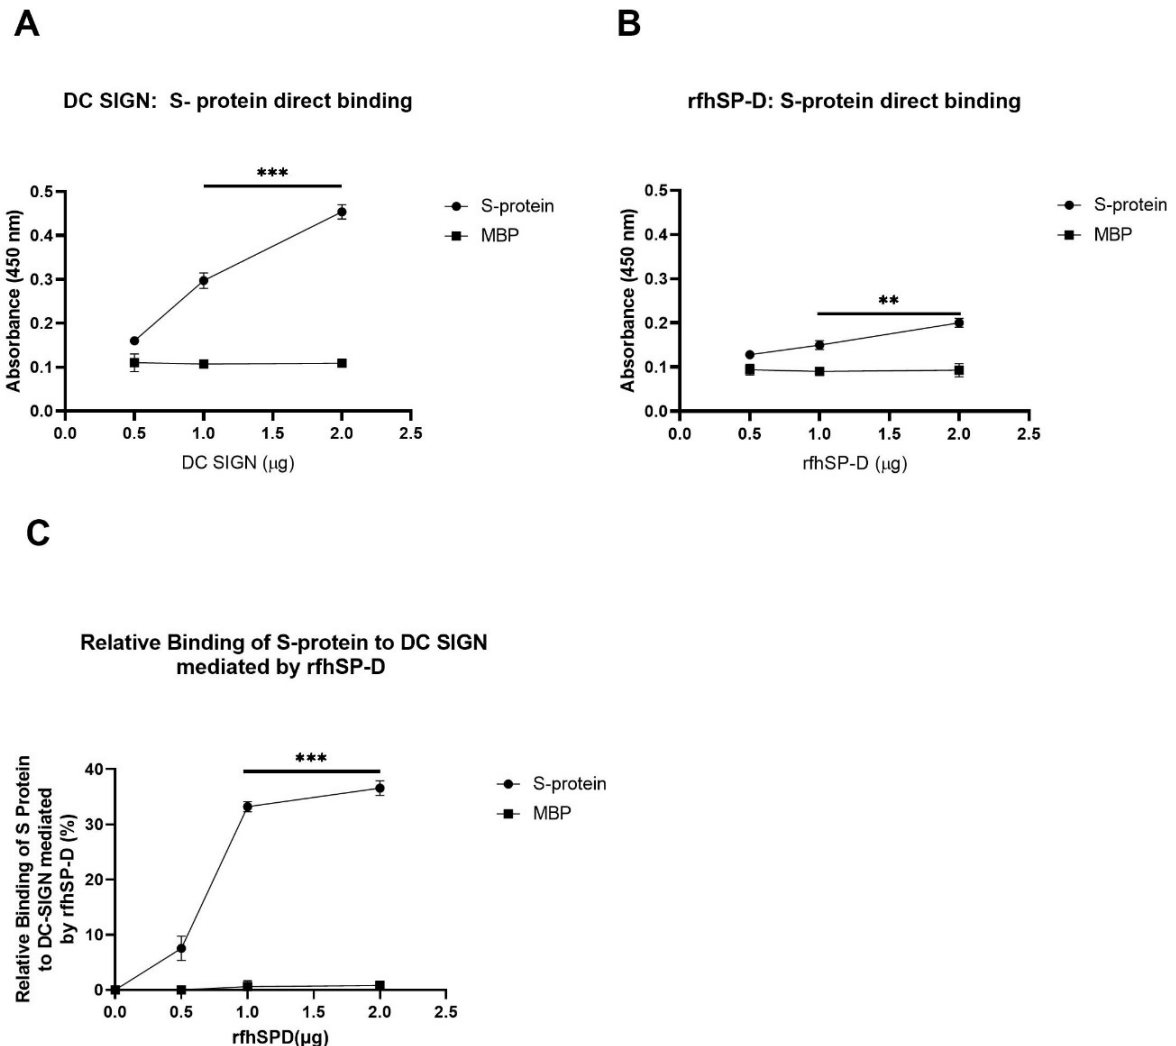 A
DC SIGN:  S- protein direct binding
***
Absorbance (450 nm)
0.5
0.4
0.3
0.2
0.1
0.0
0.0 0.5 1.0 1.5 2.0 2.5
DC SIGN (μg)
S-protein
MBP
B
rfhSP-D: S-protein direct binding
**
Absorbance (450 nm)
0.5
0.4
0.3
0.2
0.1
0.0
0.0 0.5 1.0 1.5 2.0 2.5
rfhSP-D (μg)
S-protein
MBP
C
Relative Binding of S-protein to DC SIGN
mediated by rfhSP-D
***
Relative Binding of S Protein
to DC-SIGN mediated
by rfhSP-D (%)
40
30
20
10
0
0.0 0.5 1.0 1.5 2.0 2.5
rfhSPD(μg)
S-protein
MBP